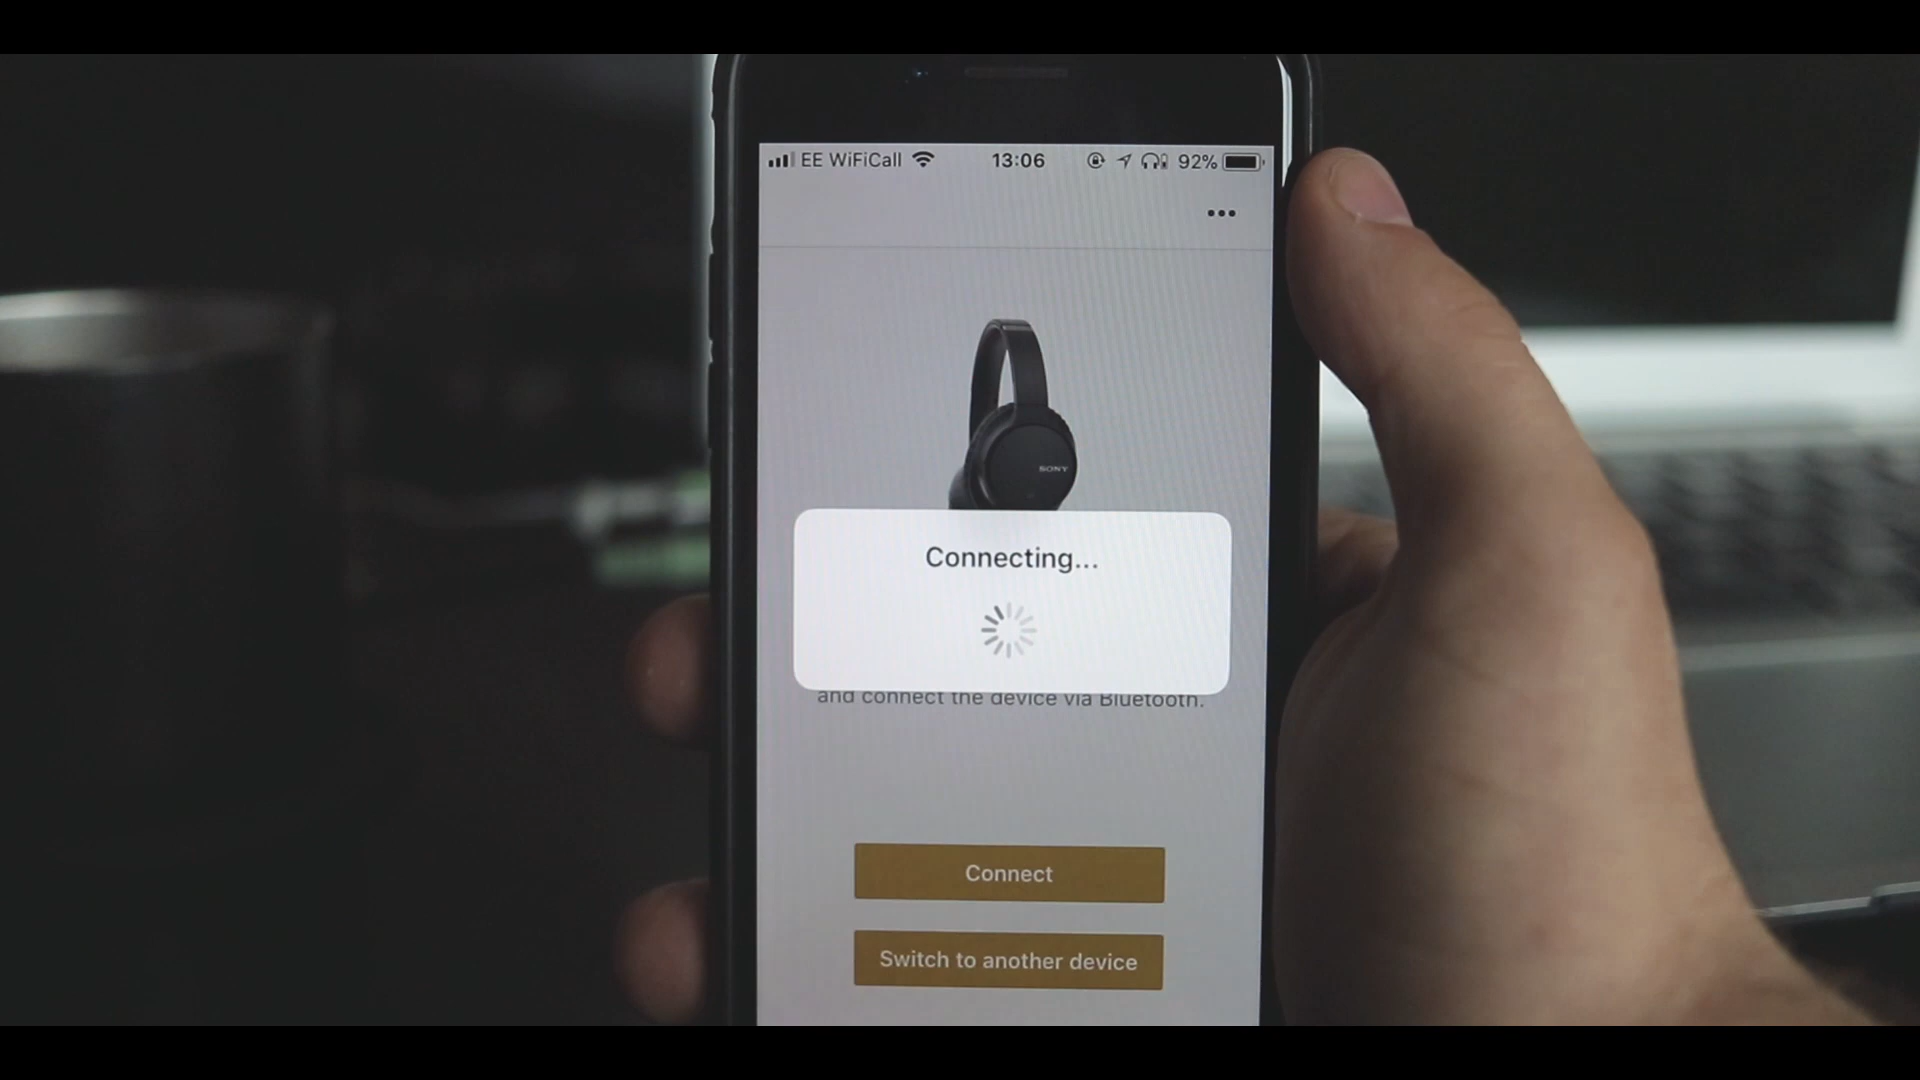 EE WiFiCall 13:06 92%
SONY
Connecting...
and connect the device via Bluetooth.
Connect
Switch to another device